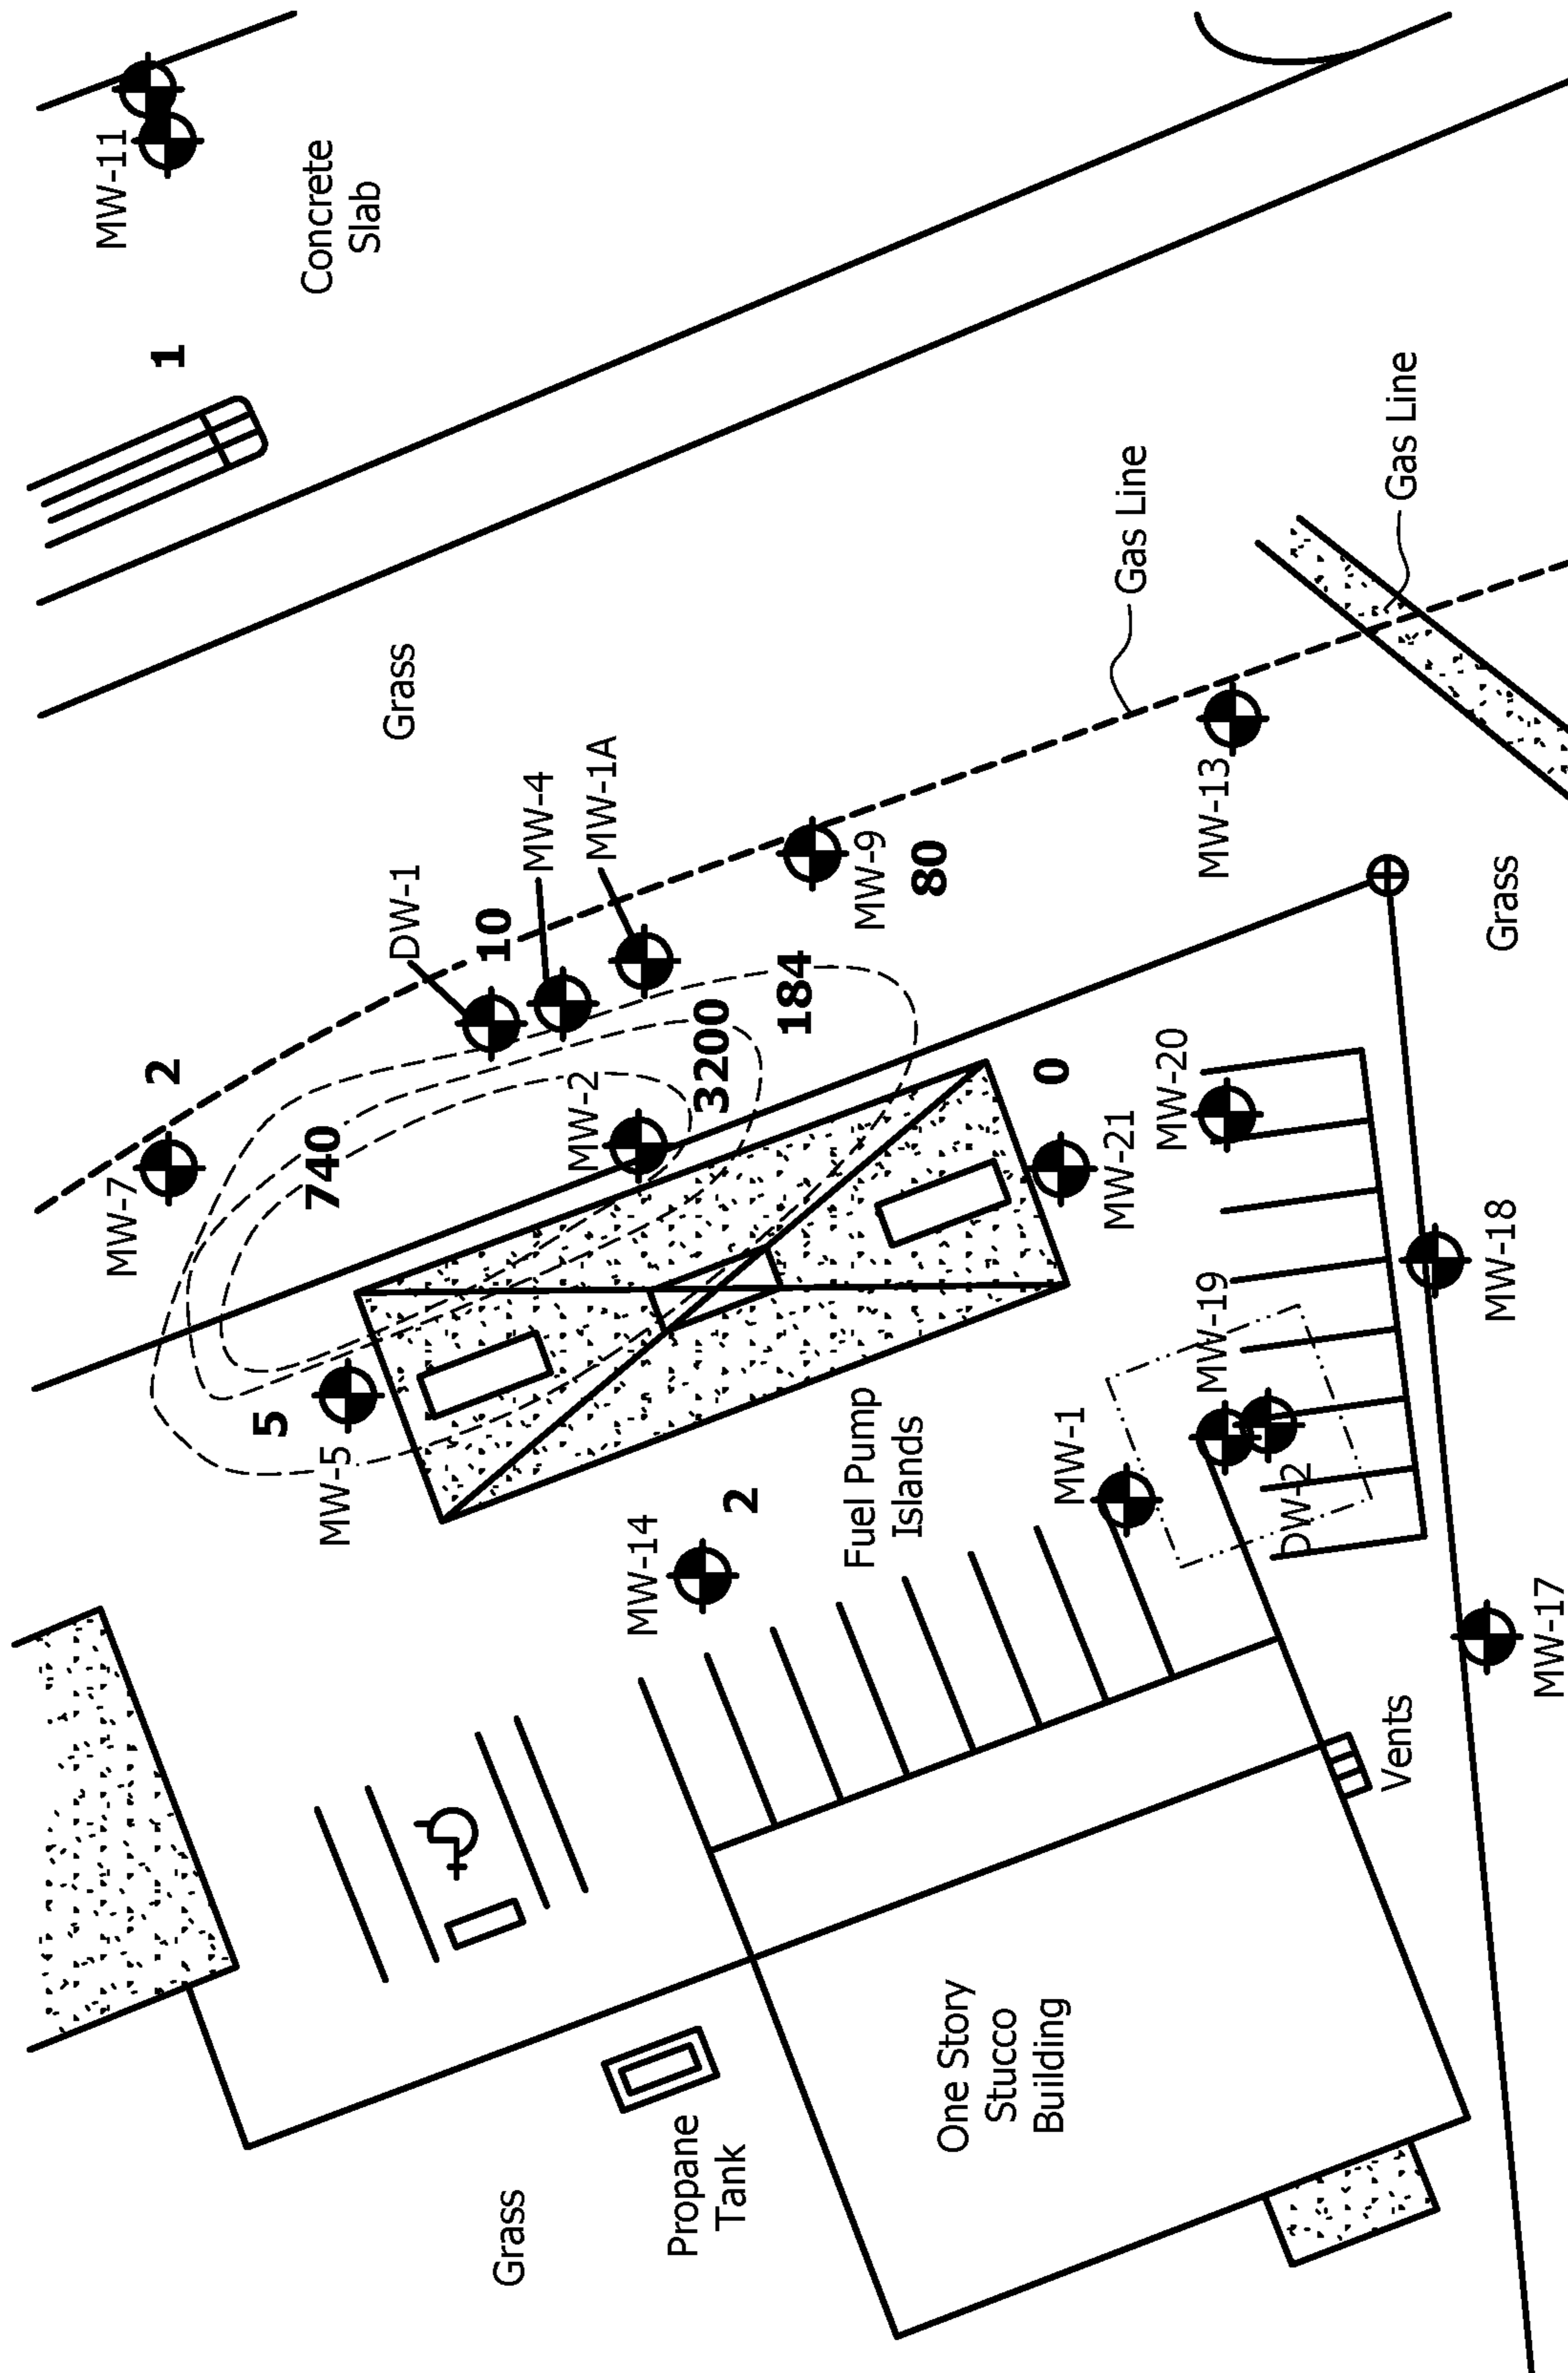 MW-11
MW-7
2
1
5
Concrete
Slab
740
MW-5
Grass
DW-1
10
Grass
MW-4
MW-2
MW-1A
MW-14
Propane
Tank
3200
2
184
Fuel Pump
Islands
MW-9
80
One Story
Stucco
Building
0
MW-1
MW-21
Gas Line
MW-20
MW-19
MW-13
DW-2
Vents
Gas Line
MW-18
Grass
MW-17